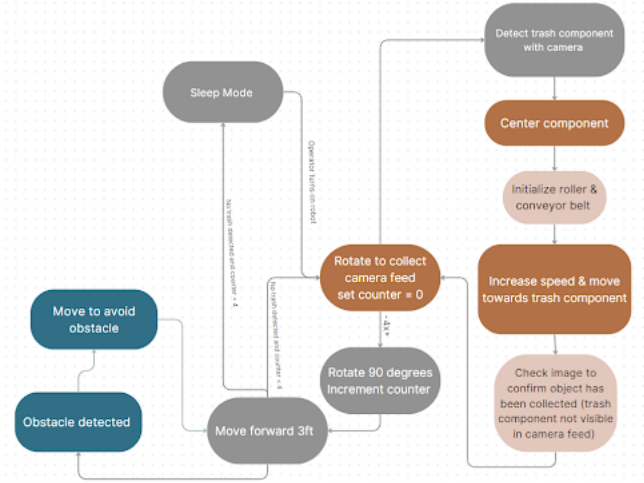 Detect trash component
with camera
Sleep Mode
Center component
Operator turns on robot
Initialize roller &
conveyor belt
No trash detected and counter = 4
Rotate to collect
camera feed
set counter = 0
Increase speed & move
towards trash component
No trash detected and counter < 4
Move to avoid
obstacle
Rotate 90 degrees
Increment counter
Check image to
confirm object has
been collected (trash
component not visible
in camera feed)
Obstacle detected
Move forward 3ft